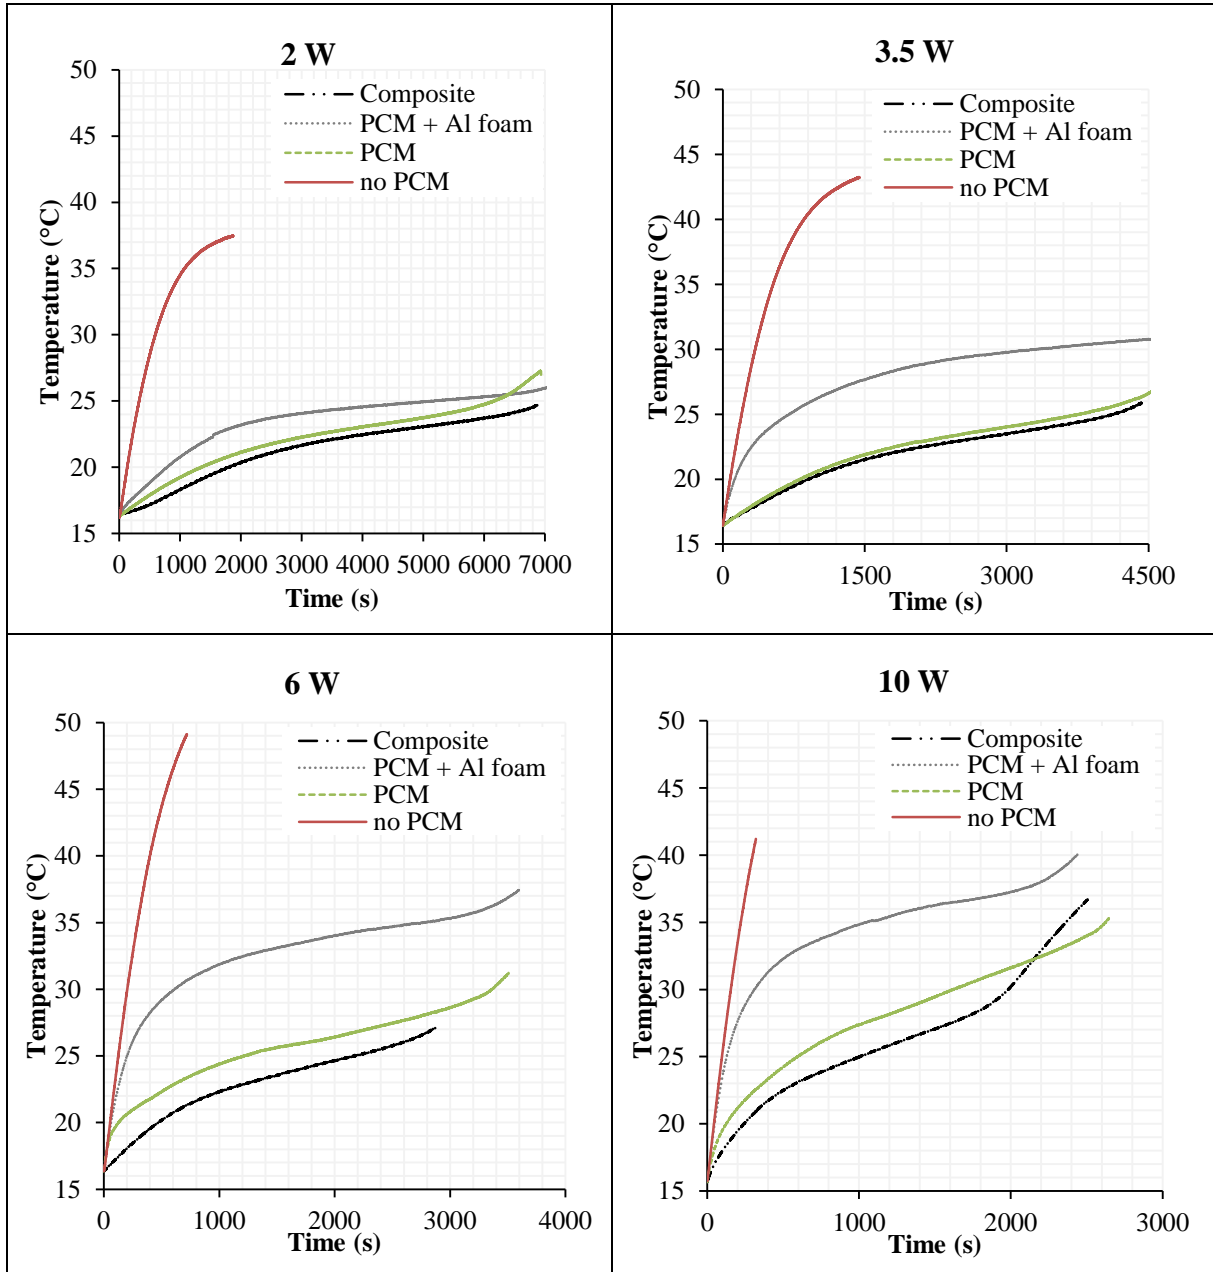 2 W
50
45
40
35
30
25
20
15
Temperature (°C)
Composite
PCM + Al foam
PCM
no PCM
0 1000 2000 3000 4000 5000 6000 7000
Time (s)
3.5 W
50
45
40
35
30
25
20
15
Temperature (°C)
Composite
PCM + Al foam
PCM
no PCM
0 1500 3000 4500
Time (s)
6 W
50
45
40
35
30
25
20
15
Temperature (°C)
Composite
PCM + Al foam
PCM
no PCM
0 1000 2000 3000 4000
Time (s)
10 W
50
45
40
35
30
25
20
15
Temperature (°C)
Composite
PCM + Al foam
PCM
no PCM
0 1000 2000 3000
Time (s)